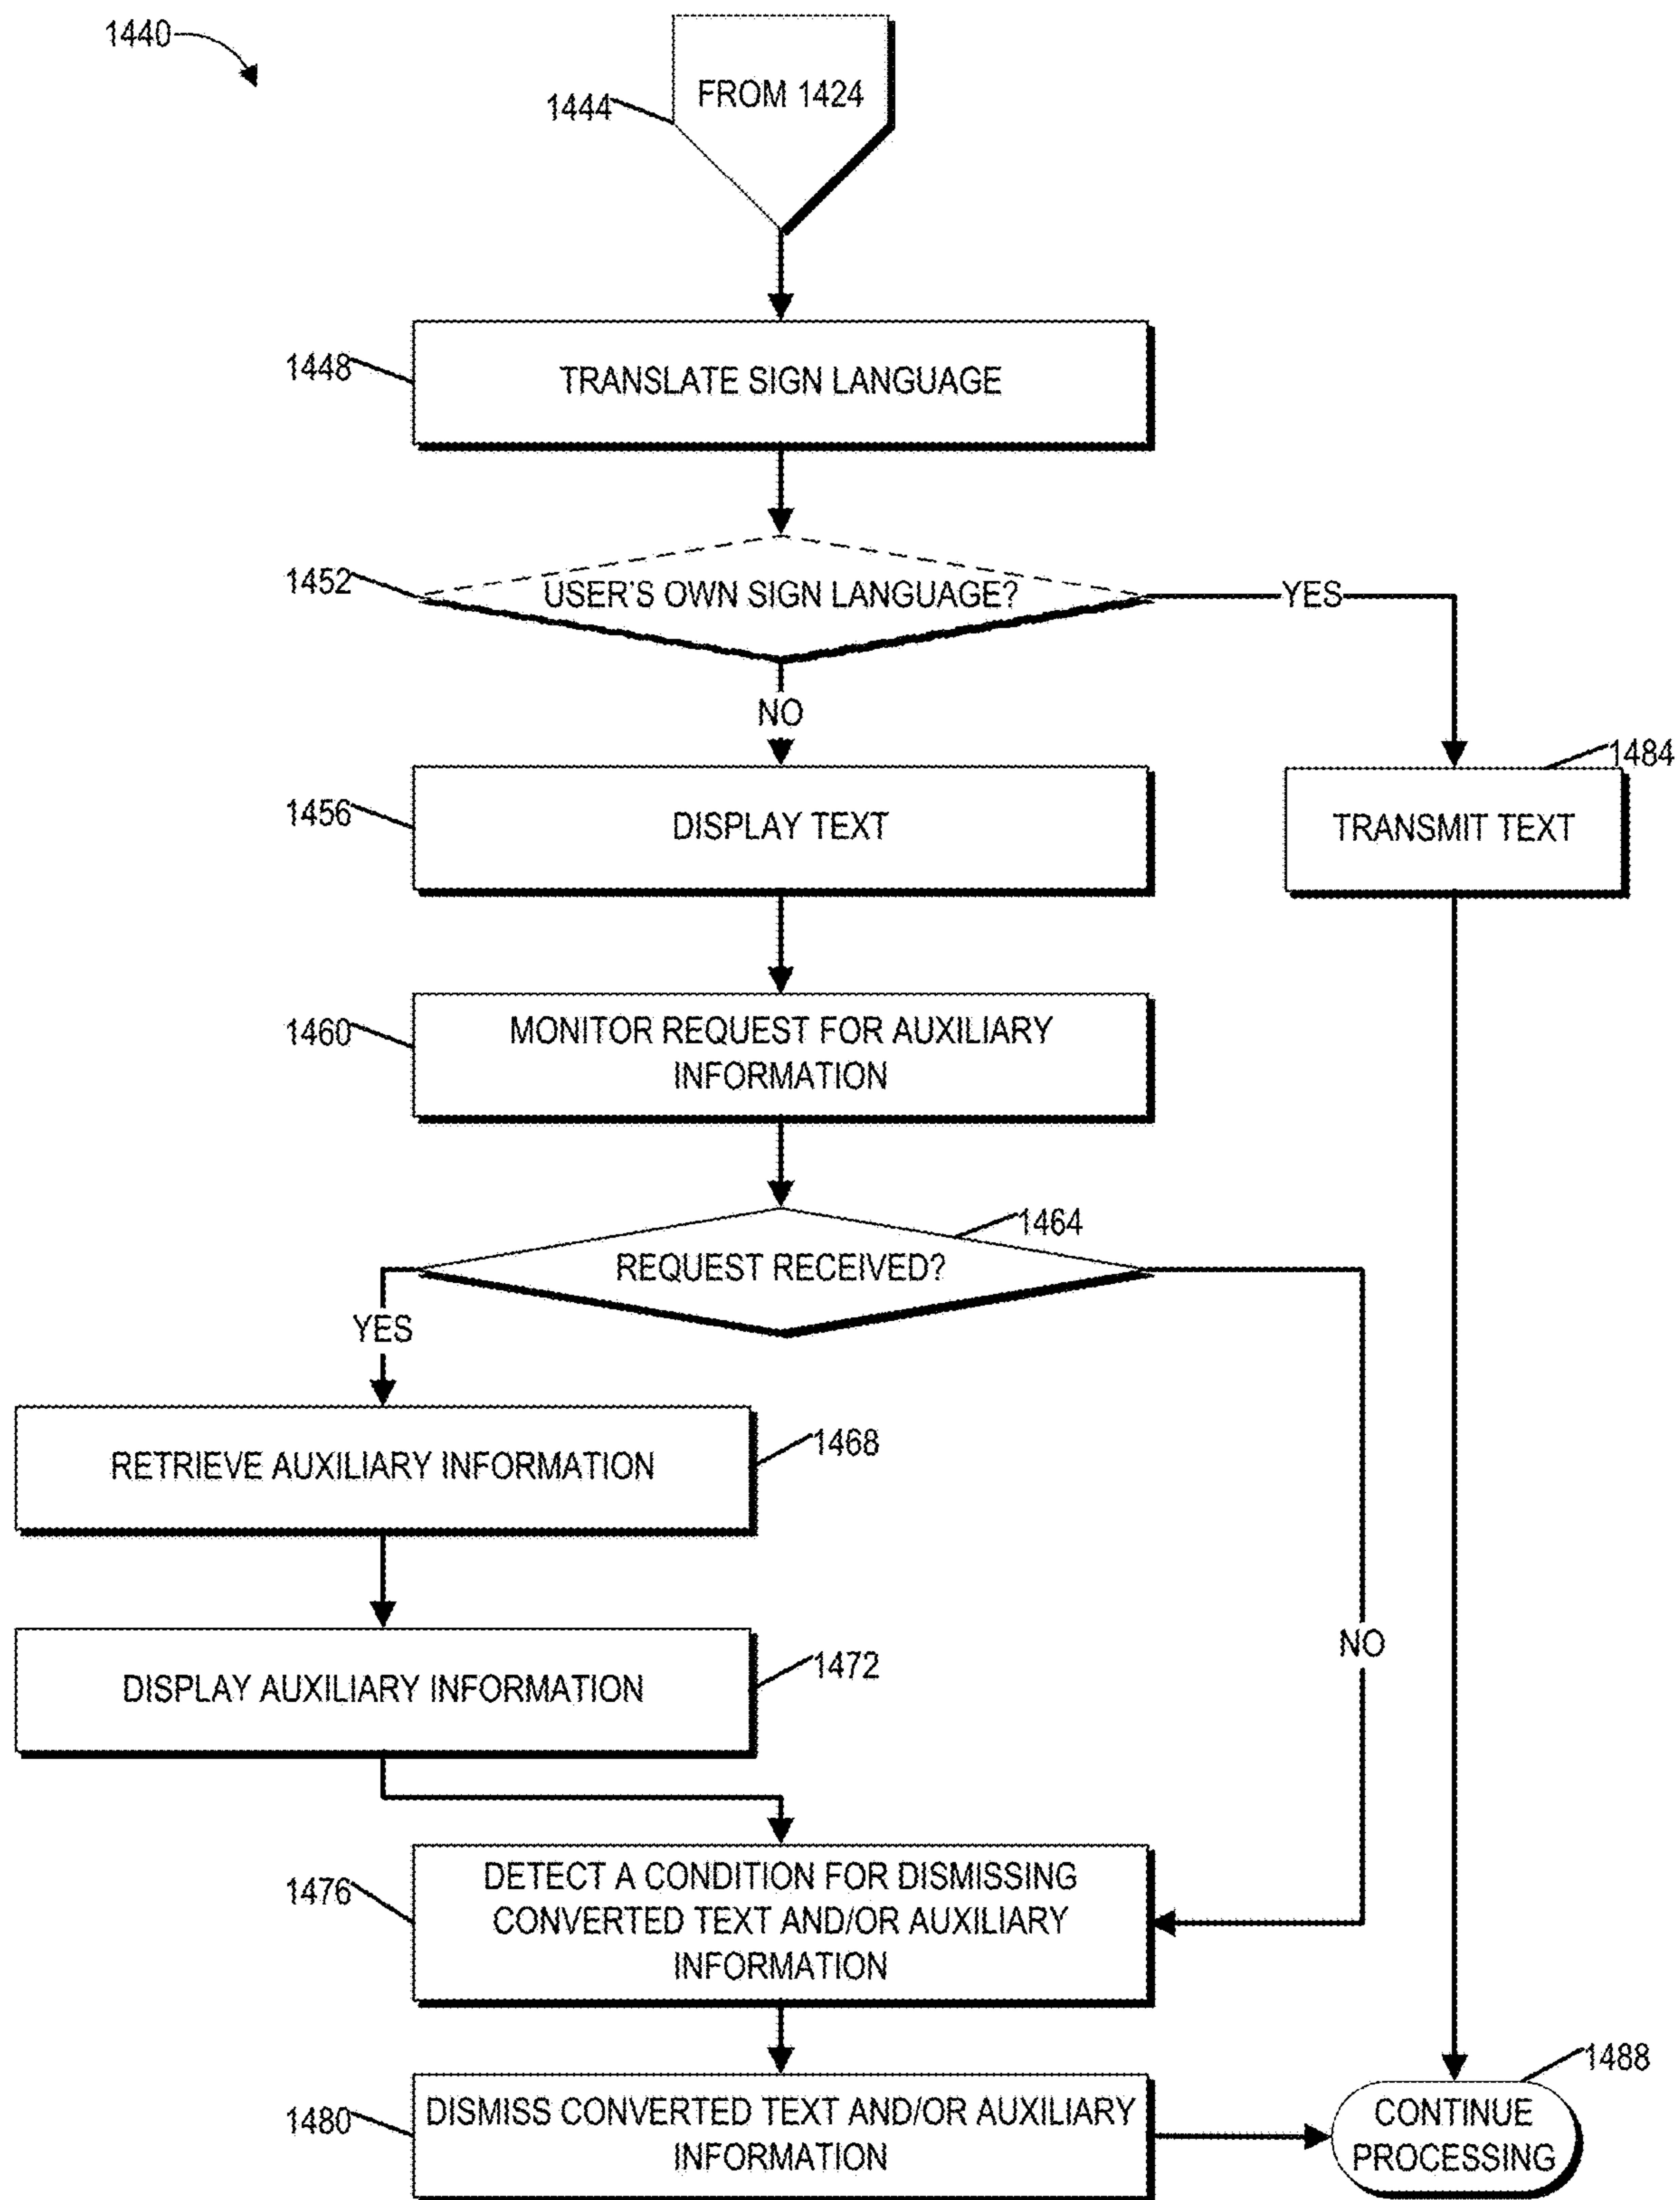 1440
FROM 1424
1444
1448
TRANSLATE SIGN LANGUAGE
1452
USER'S OWN SIGN LANGUAGE?
YES
NO
1484
1456
DISPLAY TEXT
TRANSMIT TEXT
1460
MONITOR REQUEST FOR AUXILIARY
INFORMATION
1464
REQUEST RECEIVED?
YES
1468
RETRIEVE AUXILIARY INFORMATION
NO
1472
DISPLAY AUXILIARY INFORMATION
1476
DETECT A CONDITION FOR DISMISSING
CONVERTED TEXT AND/OR AUXILIARY
INFORMATION
1488
1480
DISMISS CONVERTED TEXT AND/OR AUXILIARY
INFORMATION
CONTINUE
PROCESSING